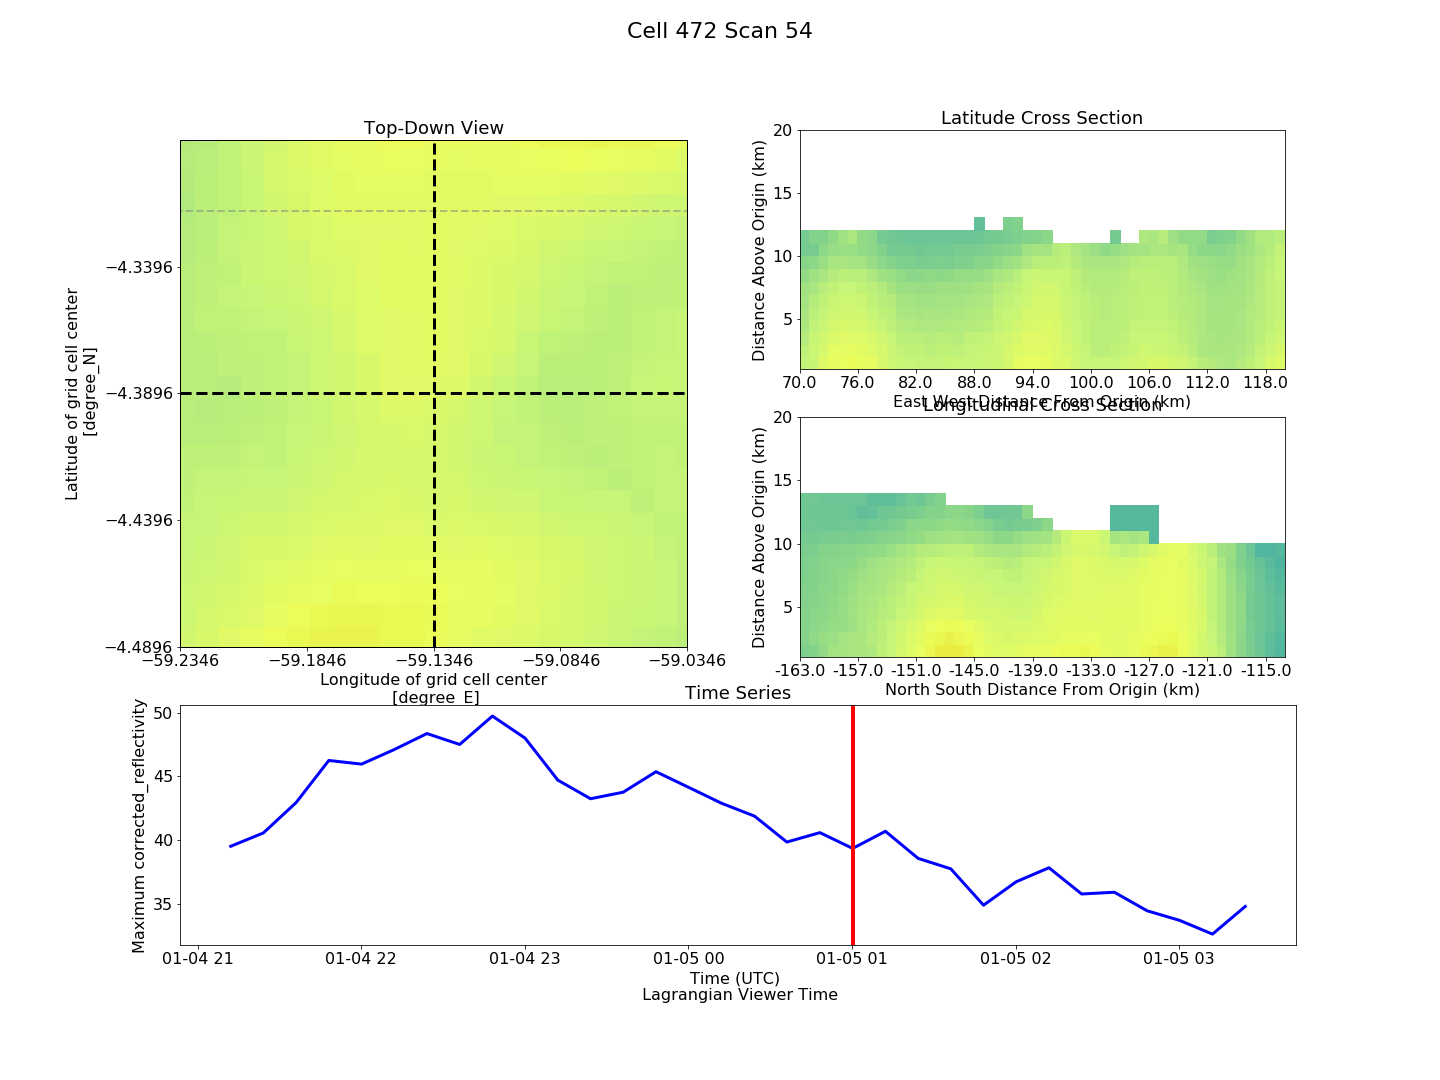 Cell 472 Scan 54
Top-Down View
−4.3396
−4.3896
−4.4396
−4.4896
Latitude of grid cell center
[degree_N]
−59.2346 −59.1846 −59.1346 −59.0846 −59.0346
Longitude of grid cell center
[degree_E]
Latitude Cross Section
20
15
10
5
Distance Above Origin (km)
70.0 76.0 82.0 88.0 94.0 100.0 106.0 112.0 118.0
East West Distance From Origin (km)
Longitudinal Cross Section
20
15
10
5
Distance Above Origin (km)
-163.0 -157.0 -151.0 -145.0 -139.0 -133.0 -127.0 -121.0 -115.0
North South Distance From Origin (km)
Time Series
50
45
40
35
Maximum corrected_reflectivity
01-04 21 01-04 22 01-04 23 01-05 00 01-05 01 01-05 02 01-05 03
Time (UTC)
Lagrangian Viewer Time